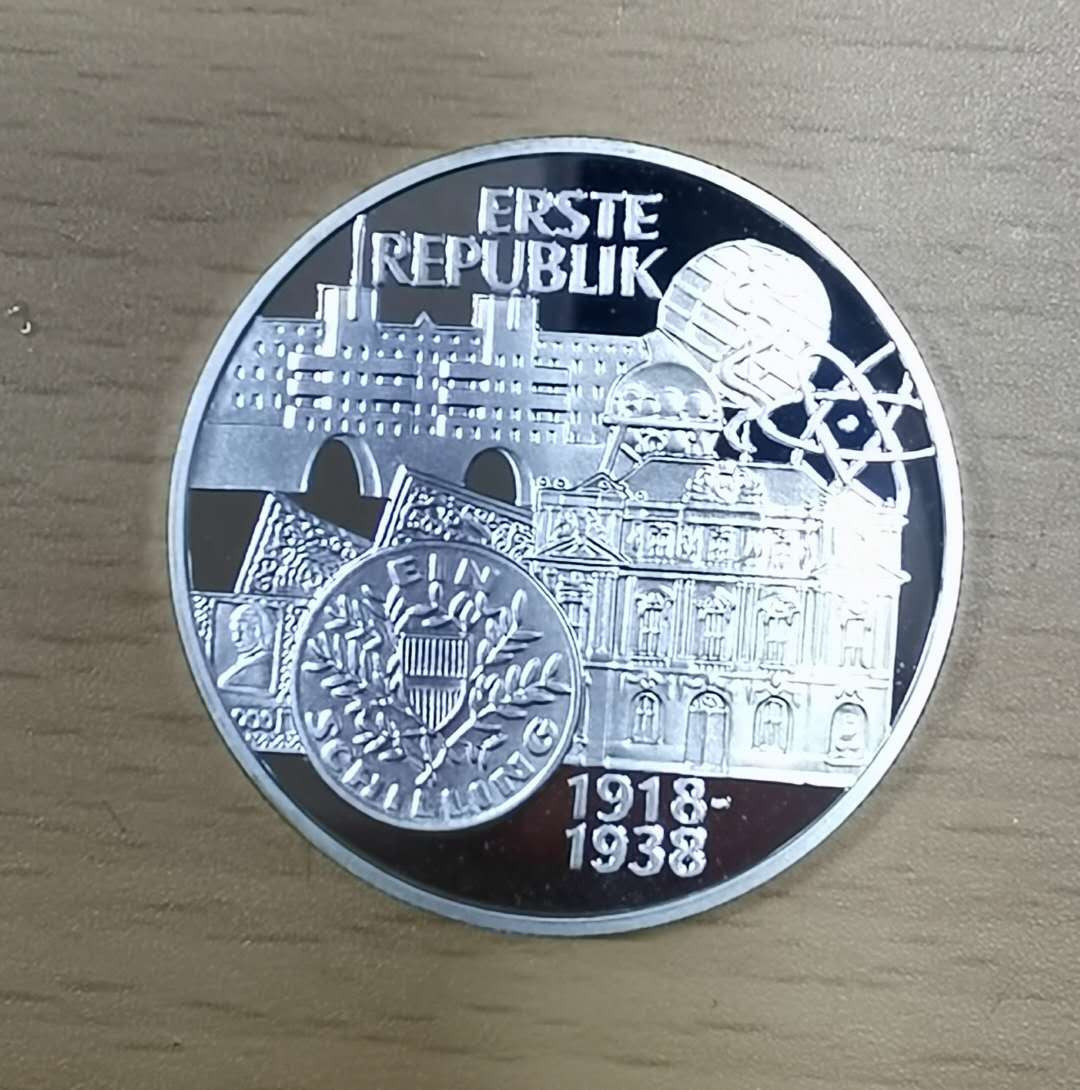 ERSTE
REPUBLIK
EIN
SCHILLING
1918-
1938